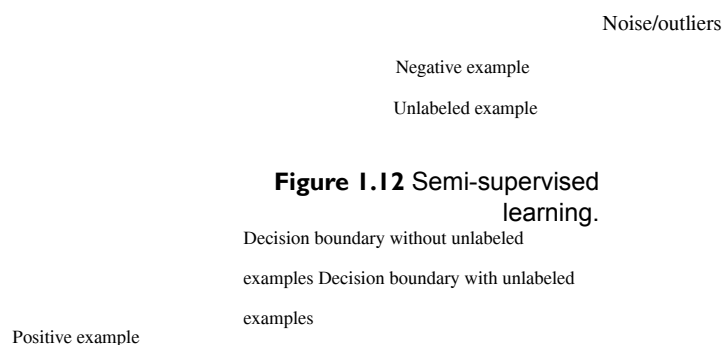 Noise/outliers
Negative example
Unlabeled example
Figure 1.12 Semi-supervised
learning.
Decision boundary without unlabeled
examples Decision boundary with unlabeled
examples
Positive example